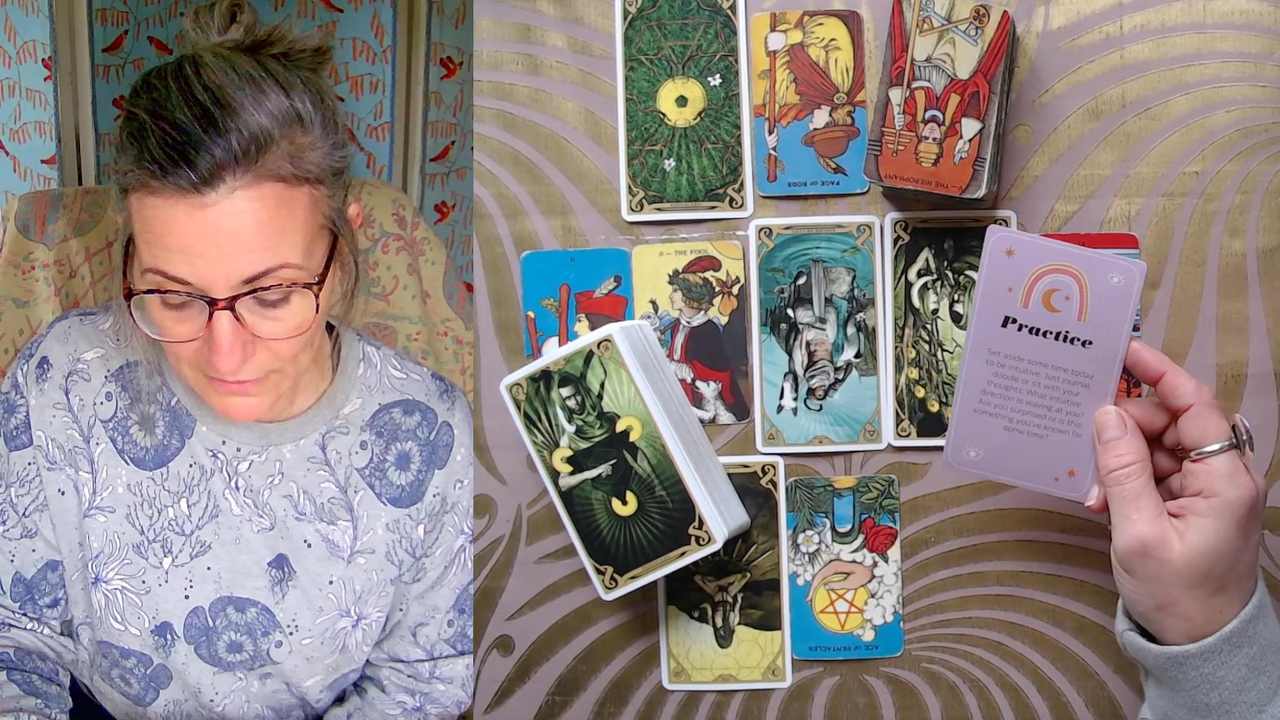 PAGE OF RODS
V — THE HIEROPHANT
II
0 — THE FOOL
Practice
Set aside some time today
to be intuitive. Just journal,
doodle or sit with your
thoughts. What intuitive
direction is waving at you?
Are you surprised or is this
something you've known for
some time?
ACE OF PENTACLES